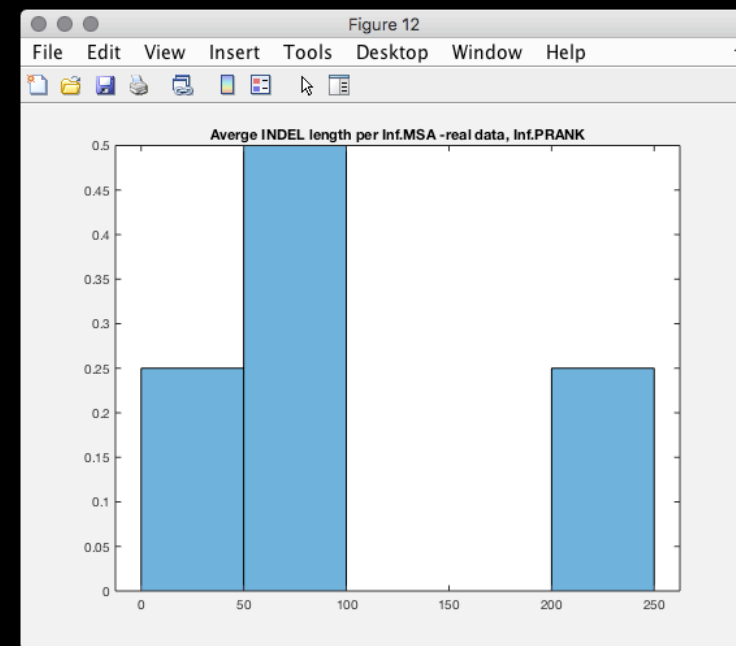 Figure 12
File Edit View Insert Tools Desktop Window Help
Averge INDEL length per Inf.MSA -real data, Inf.PRANK
0.5
0.45
0.4
0.35
0.3
0.25
0.2
0.15
0.1
0.05
0
0 50 100 150 200 250